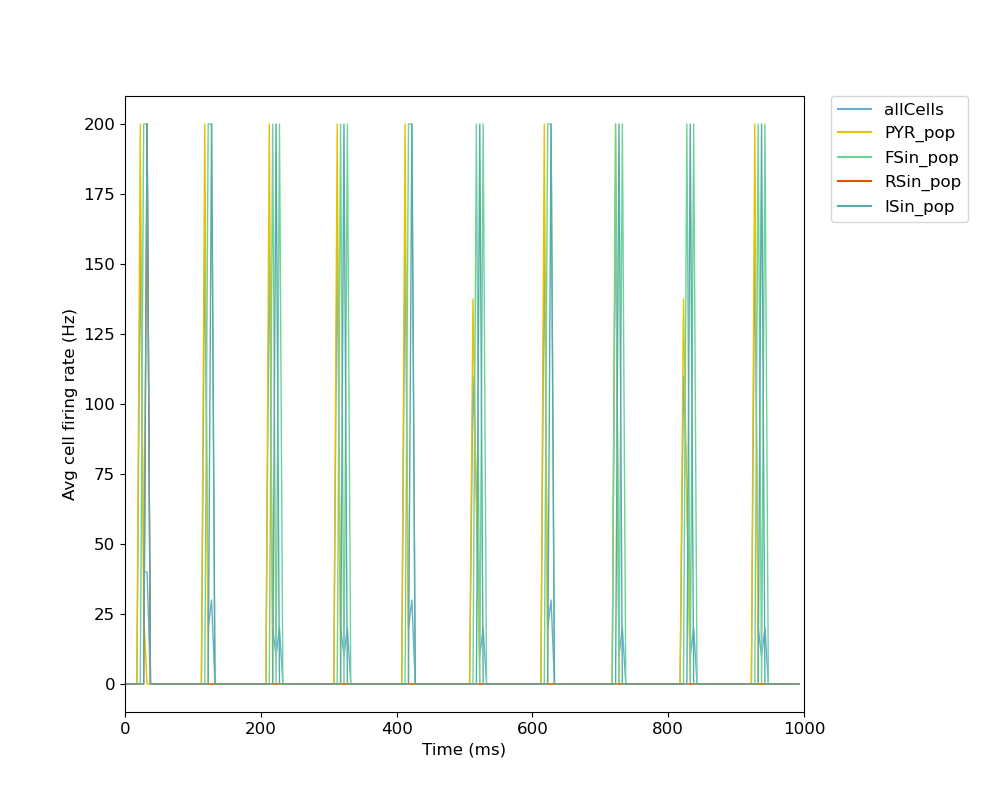 200
175
150
125
100
75
50
25
0
Avg cell firing rate (Hz)
0 200 400 600 800 1000
Time (ms)
allCells
PYR_pop
FSin_pop
RSin_pop
ISin_pop